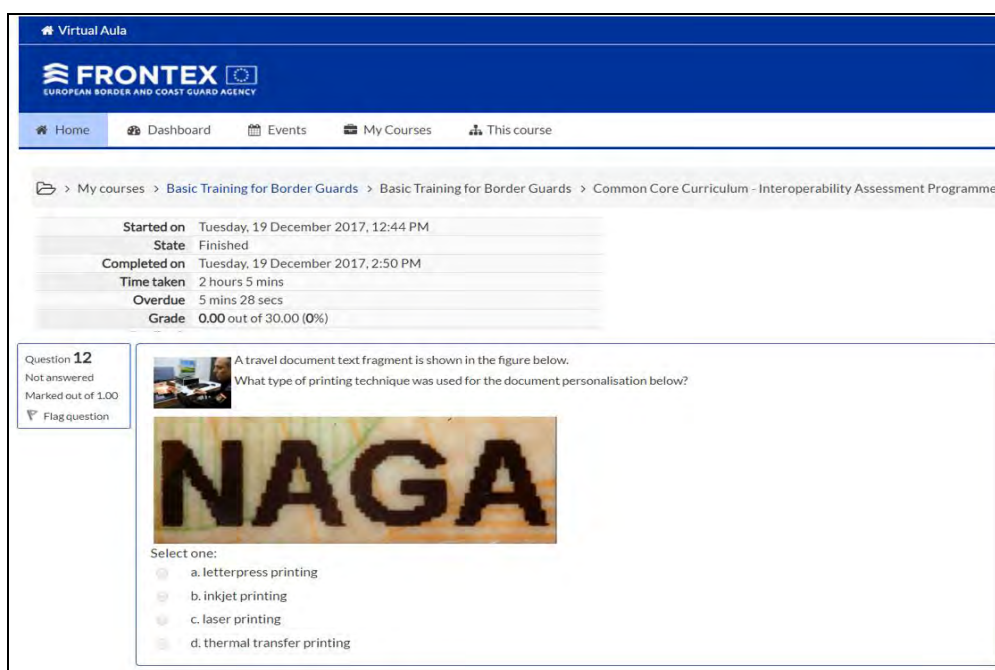 Virtual Aula
FRONTEX
EUROPEAN BORDER AND COAST GUARD AGENCY
Home Dashboard Events My Courses This course
> My courses > Basic Training for Border Guards > Basic Training for Border Guards > Common Core Curriculum - Interoperability Assessment Programme
Started on Tuesday, 19 December 2017, 12:44 PM
State Finished
Completed on Tuesday, 19 December 2017, 2:50 PM
Time taken 2 hours 5 mins
Overdue 5 mins 28 secs
Grade 0.00 out of 30.00 (0%)
Question 12
Not answered
Marked out of 1.00
Flag question
A travel document text fragment is shown in the figure below.
What type of printing technique was used for the document personalisation below?
NAGA
Select one:
a. letterpress printing
b. inkjet printing
c. laser printing
d. thermal transfer printing